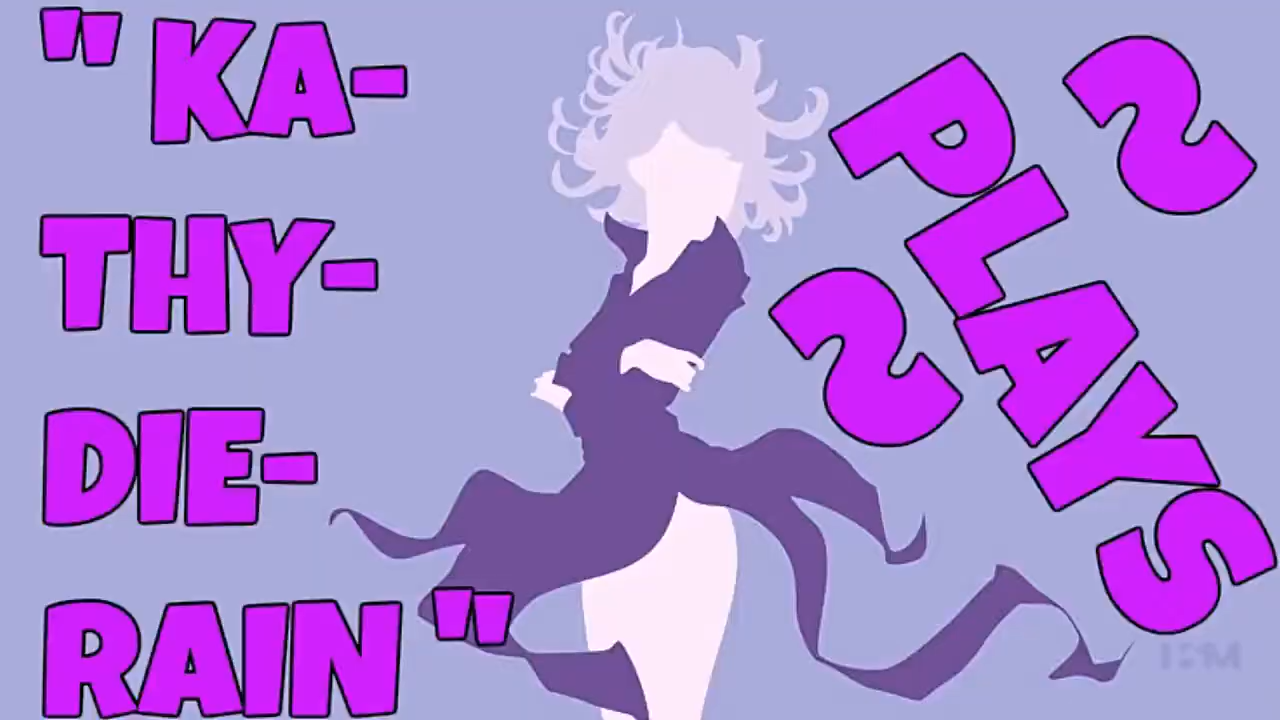 " KA-
THY-
DIE-
RAIN "
~ PLAYS ~